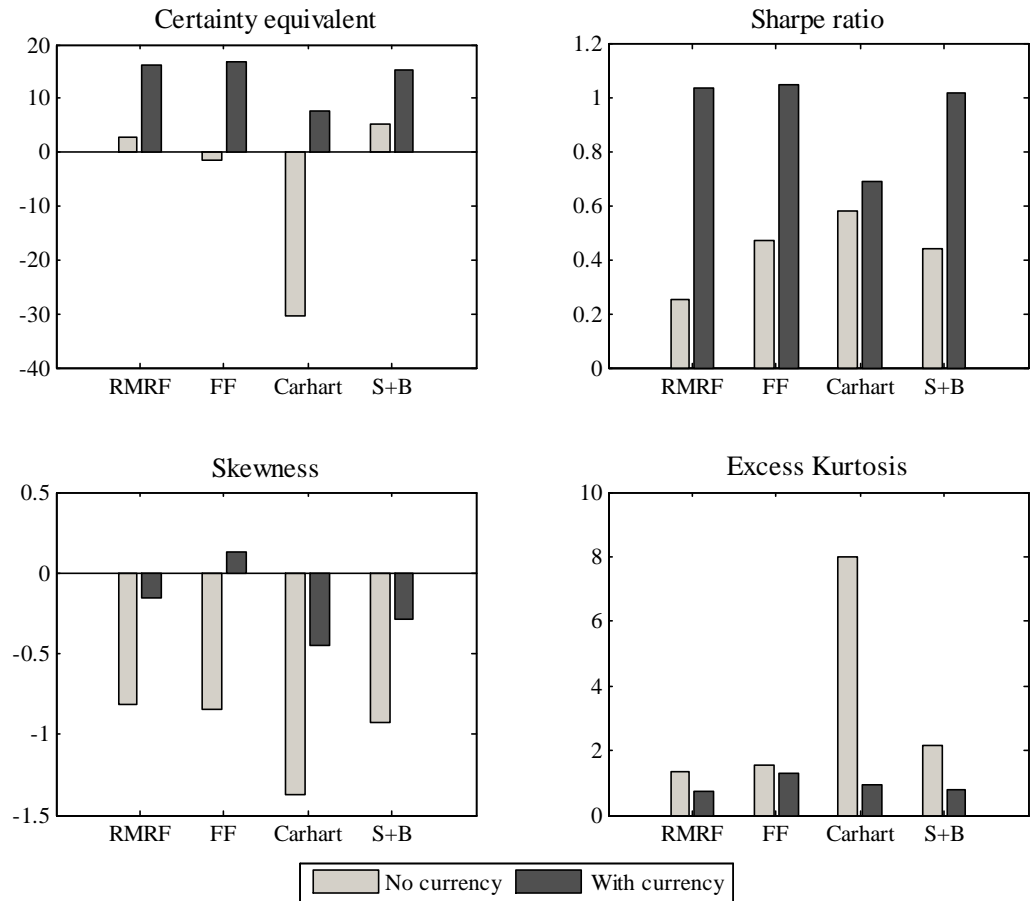 Certainty equivalent
20
10
0
-10
-20
-30
-40
RMRF FF Carhart S+B
Sharpe ratio
1.2
1
0.8
0.6
0.4
0.2
0
RMRF FF Carhart S+B
Skewness
0.5
0
-0.5
-1
-1.5
RMRF FF Carhart S+B
Excess Kurtosis
10
8
6
4
2
0
RMRF FF Carhart S+B
No currency With currency